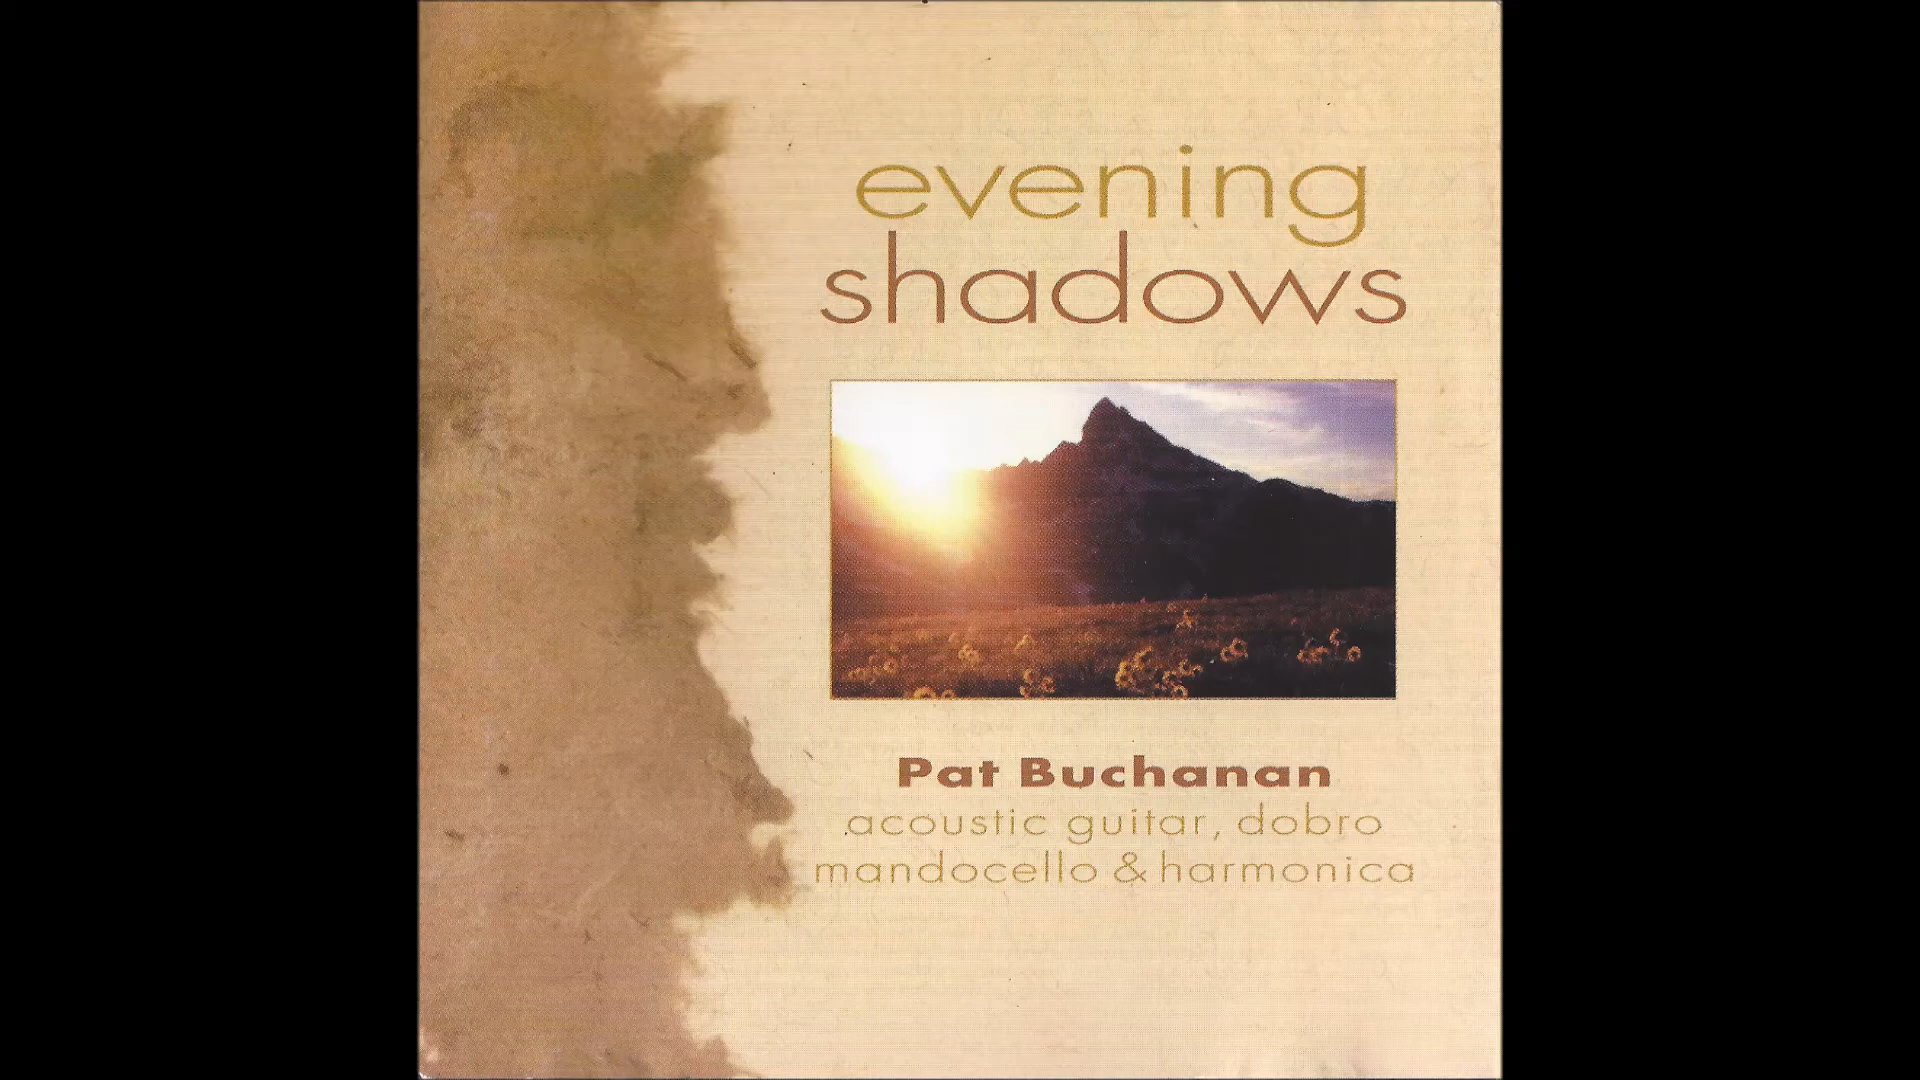 evening
shadows
Pat Buchanan
acoustic guitar, dobro
mandocello & harmonica